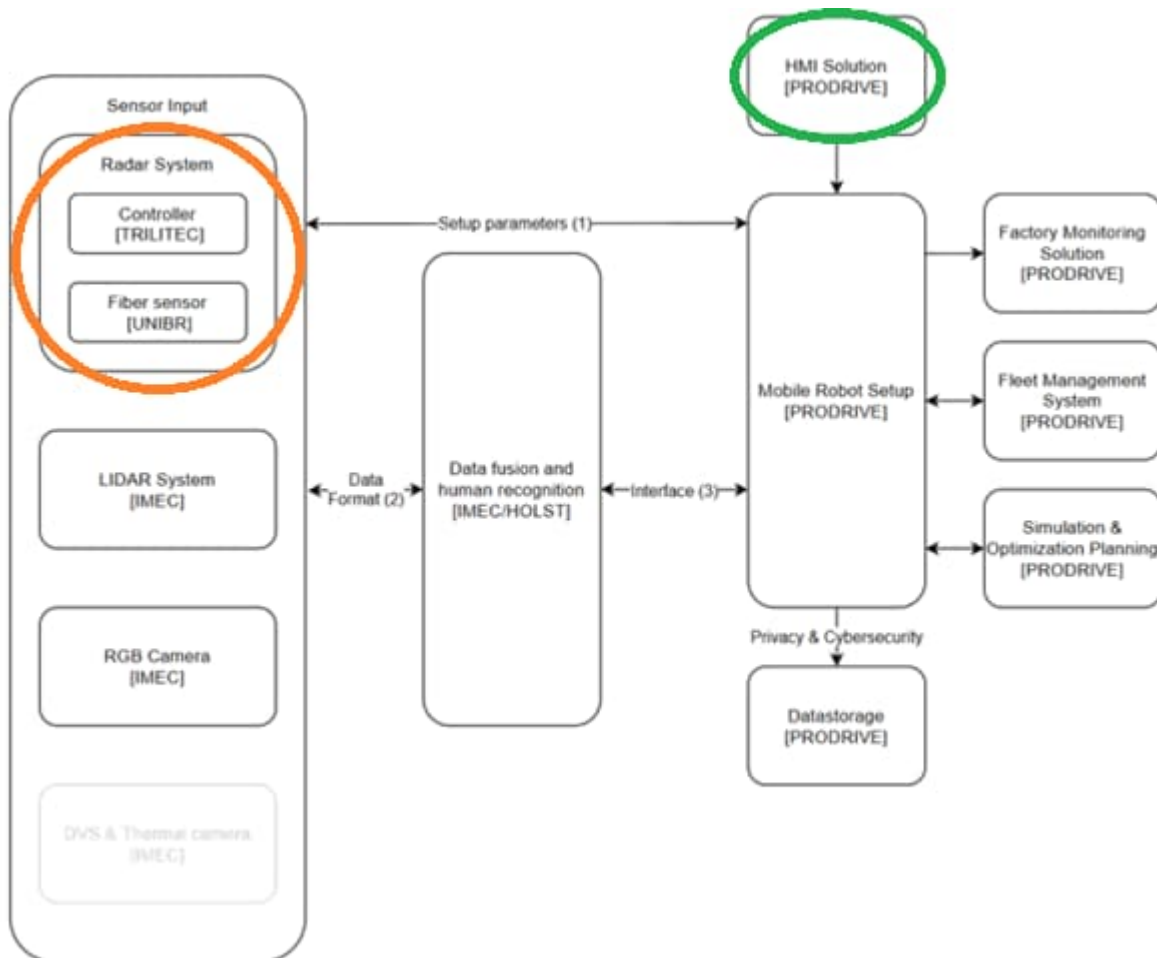 HMI Solution
[PRODRIVE]
Sensor Input
Radar System
Controller
[TRILITEC]
Fiber sensor
[UNIBR]
Setup parameters (1)
Factory Monitoring
Solution
[PRODRIVE]
Mobile Robot Setup
[PRODRIVE]
Fleet Management
System
[PRODRIVE]
LIDAR System
[IMEC]
Data
Format (2)
Data fusion and
human recognition
[IMEC/HOLST]
Interface (3)
Simulation &
Optimization Planning
[PRODRIVE]
RGB Camera
[IMEC]
Privacy & Cybersecurity
Datastorage
[PRODRIVE]
DVS & Thermal camera
[IMEC]